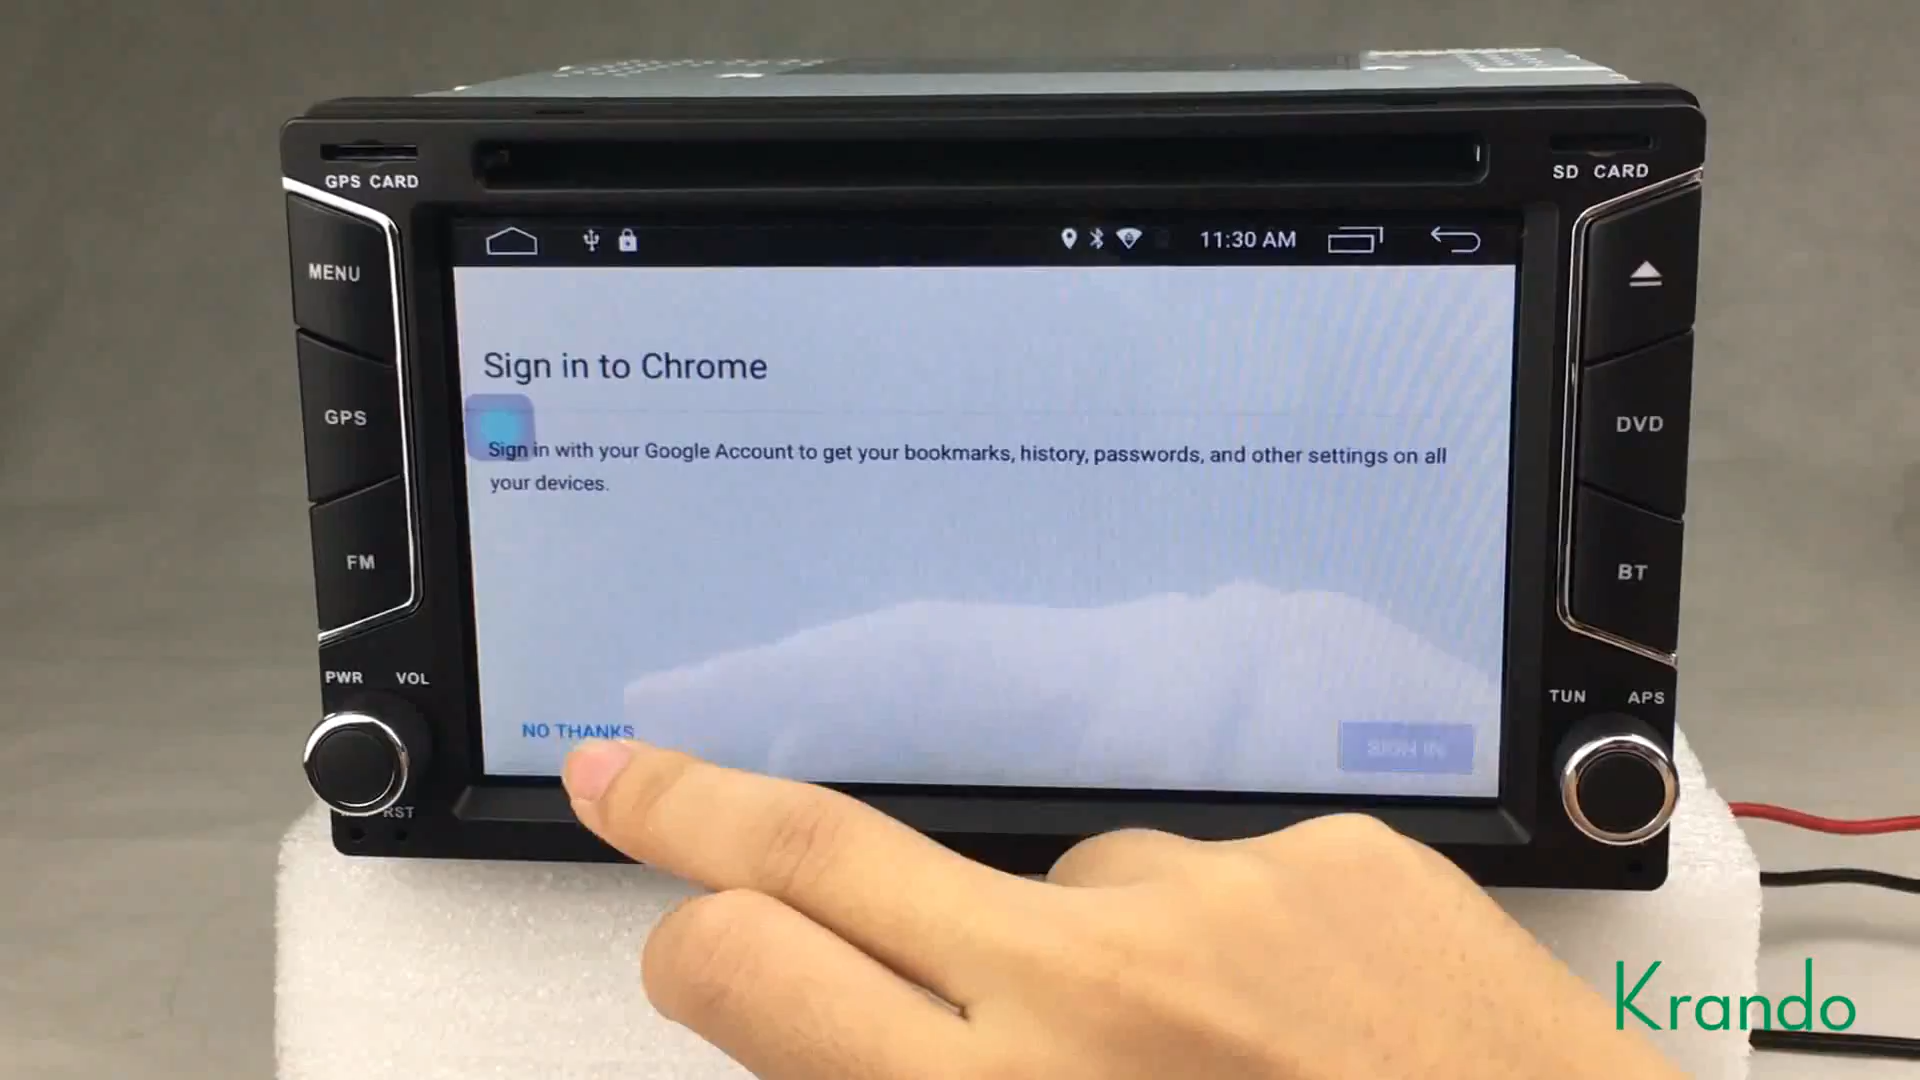 GPS CARD
SD CARD
11:30 AM
MENU
GPS
FM
PWR VOL
RST
Sign in to Chrome
Sign in with your Google Account to get your bookmarks, history, passwords, and other settings on all
your devices.
NO THANKS
SIGN IN
DVD
BT
TUN APS
Krando